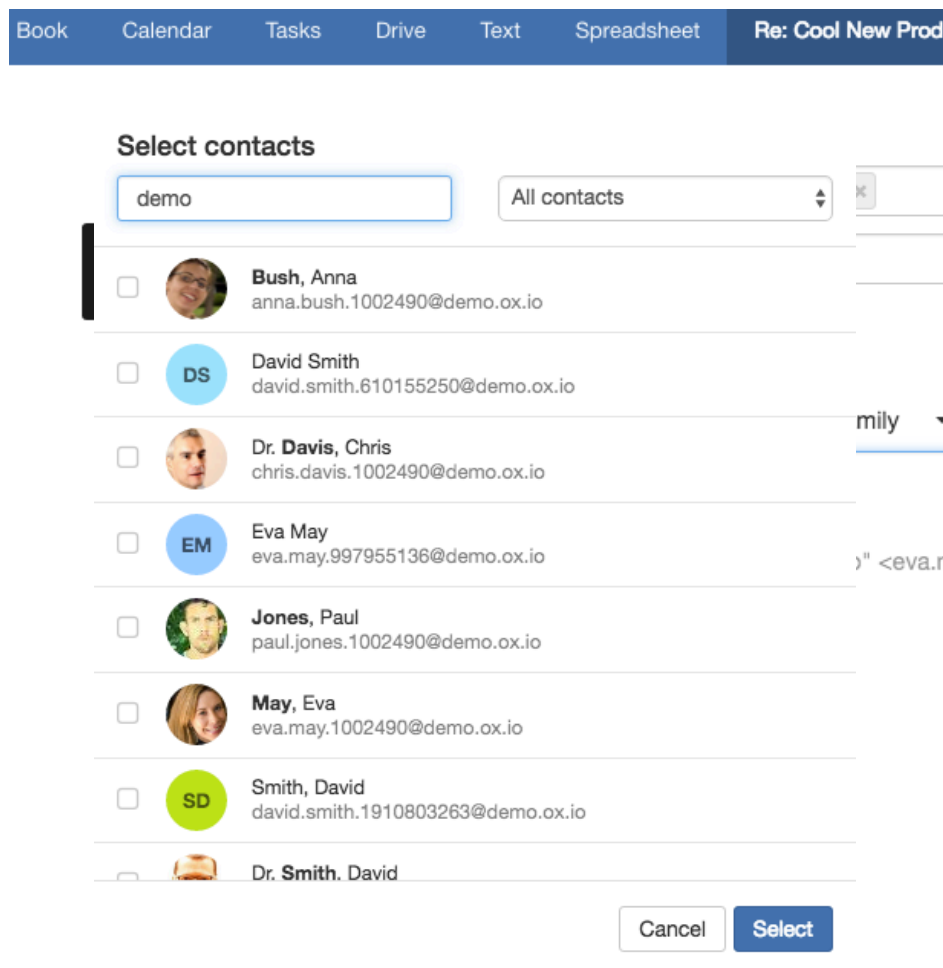 Book Calendar Tasks Drive Text Spreadsheet Re: Cool New Prod
Select contacts
demo All contacts
Bush, Anna
anna.bush.1002490@demo.ox.io
DS David Smith
david.smith.610155250@demo.ox.io
Dr. Davis, Chris
chris.davis.1002490@demo.ox.io
mily
EM Eva May
eva.may.997955136@demo.ox.io
" <eva.
Jones, Paul
paul.jones.1002490@demo.ox.io
May, Eva
eva.may.1002490@demo.ox.io
SD Smith, David
david.smith.1910803263@demo.ox.io
Dr. Smith, David
Cancel Select